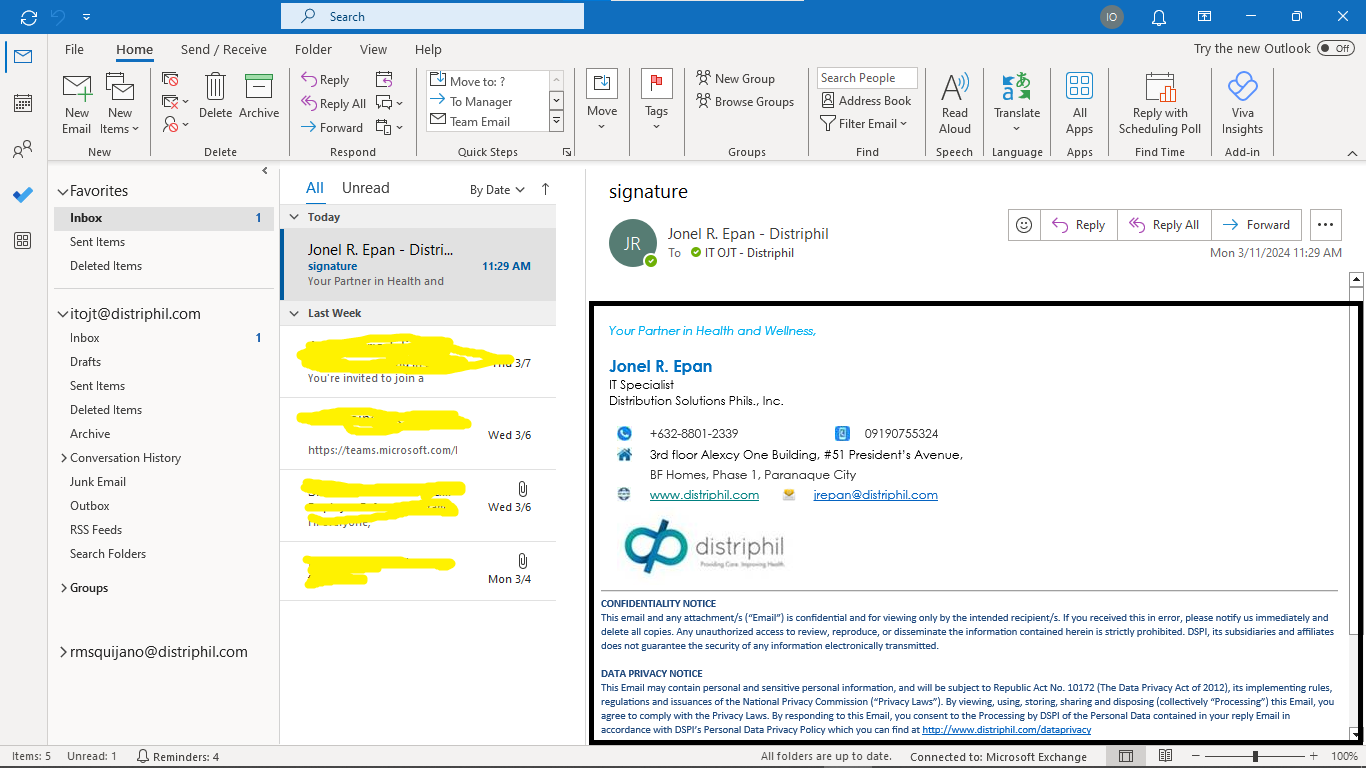 Search
IO
File Home Send / Receive Folder View Help
Try the new Outlook Off
New Email
New Items
New
Delete
Archive
Delete
Reply
Reply All
Forward
Respond
Move to: ?
To Manager
Team Email
Quick Steps
Move
Tags
New Group
Browse Groups
Groups
Search People
Address Book
Filter Email
Find
Read Aloud
Speech
Translate
Language
All Apps
Apps
Reply with Scheduling Poll
Find Time
Viva Insights
Add-in
Favorites
Inbox 1
Sent Items
Deleted Items
itojt@distriphil.com
Inbox 1
Drafts
Sent Items
Deleted Items
Archive
Conversation History
Junk Email
Outbox
RSS Feeds
Search Folders
Groups
rmsquijano@distriphil.com
All Unread By Date
Today
Jonel R. Epan - Distri...
signature 11:29 AM
Your Partner in Health and
Last Week
Thu 3/7
You're invited to join a
Wed 3/6
https://teams.microsoft.com/l
Wed 3/6
Mon 3/4
signature
JR
Jonel R. Epan - Distriphil
To IT OJT - Distriphil
Reply Reply All Forward
Mon 3/11/2024 11:29 AM
Your Partner in Health and Wellness,
Jonel R. Epan
IT Specialist
Distribution Solutions Phils., Inc.
+632-8801-2339 09190755324
3rd floor Alexcy One Building, #51 President's Avenue,
BF Homes, Phase 1, Paranaque City
www.distriphil.com jrepan@distriphil.com
distriphil
Providing Care. Improving Health.
CONFIDENTIALITY NOTICE
This email and any attachment/s (“Email”) is confidential and for viewing only by the intended recipient/s. If you received this in error, please notify us immediately and
delete all copies. Any unauthorized access to review, reproduce, or disseminate the information contained herein is strictly prohibited. DSPI, its subsidiaries and affiliates
does not guarantee the security of any information electronically transmitted.
DATA PRIVACY NOTICE
This Email may contain personal and sensitive personal information, and will be subject to Republic Act No. 10172 (The Data Privacy Act of 2012), its implementing rules,
regulations and issuances of the National Privacy Commission (“Privacy Laws”). By viewing, using, storing, sharing and disposing (collectively “Processing”) this Email, you
agree to comply with the Privacy Laws. By responding to this Email, you consent to the Processing by DSPI of the Personal Data contained in your reply Email in
accordance with DSPI's Personal Data Privacy Policy which you can find at http://www.distriphil.com/dataprivacy
Items: 5 Unread: 1 Reminders: 4
All folders are up to date. Connected to: Microsoft Exchange 100%